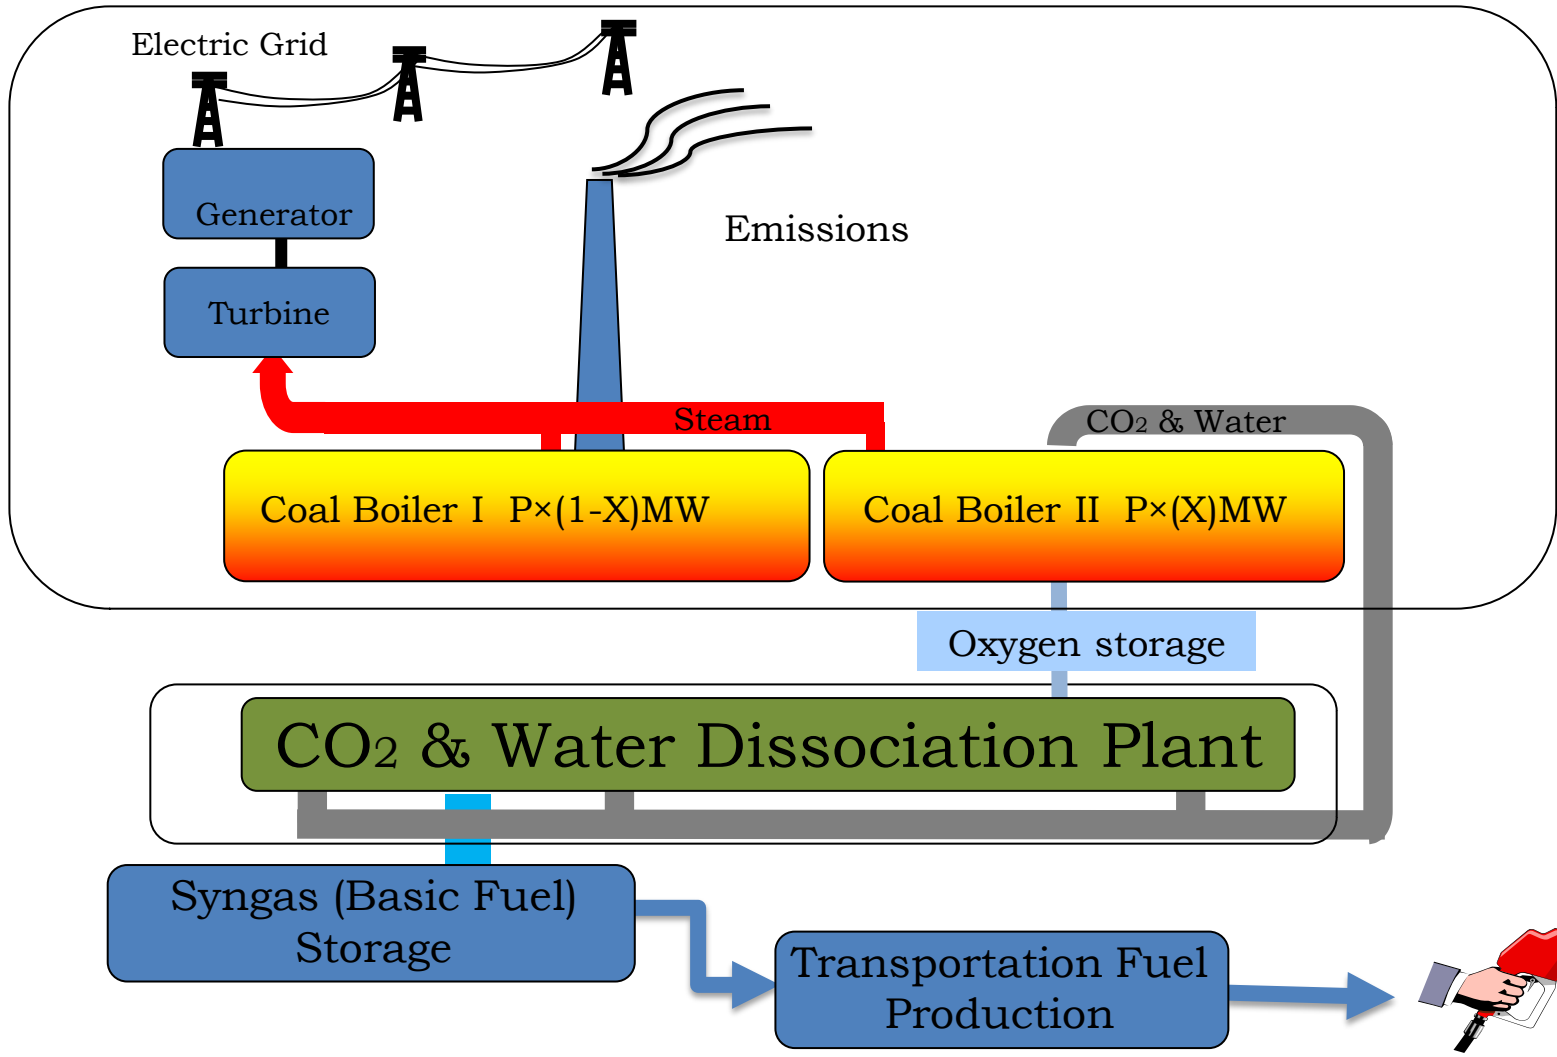 Electric Grid
Generator
Emissions
Turbine
Steam
CO2 & Water
Coal Boiler I P×(1-X)MW
Coal Boiler II P×(X)MW
Oxygen storage
CO2 & Water Dissociation Plant
Syngas (Basic Fuel)
Storage
Transportation Fuel
Production